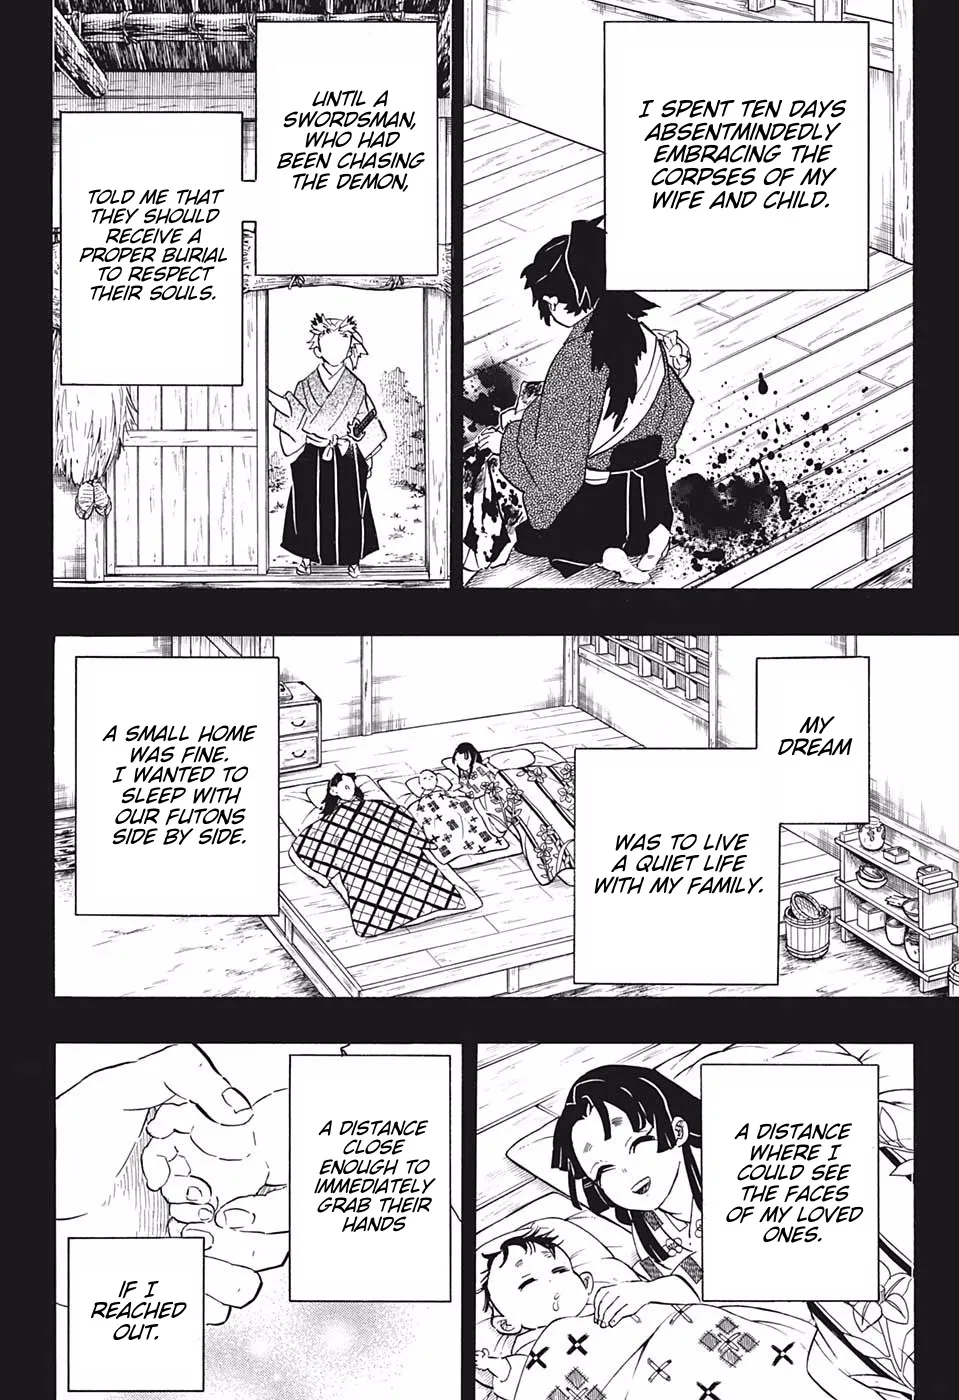 I SPENT TEN DAYS
ABSENTMINDEDLY
EMBRACING THE
CORPSES OF MY
WIFE AND CHILD.
UNTIL A
SWORDSMAN,
WHO HAD
BEEN CHASING
THE DEMON,
TOLD ME THAT
THEY SHOULD
RECEIVE A
PROPER BURIAL
TO RESPECT
THEIR SOULS.
MY
DREAM
WAS TO LIVE
A QUIET LIFE
WITH MY FAMILY.
A SMALL HOME
WAS FINE.
I WANTED TO
SLEEP WITH
OUR FUTONS
SIDE BY SIDE.
A DISTANCE
WHERE I
COULD SEE
THE FACES
OF MY LOVED
ONES.
A DISTANCE
CLOSE
ENOUGH TO
IMMEDIATELY
GRAB THEIR
HANDS
IF I
REACHED
OUT.